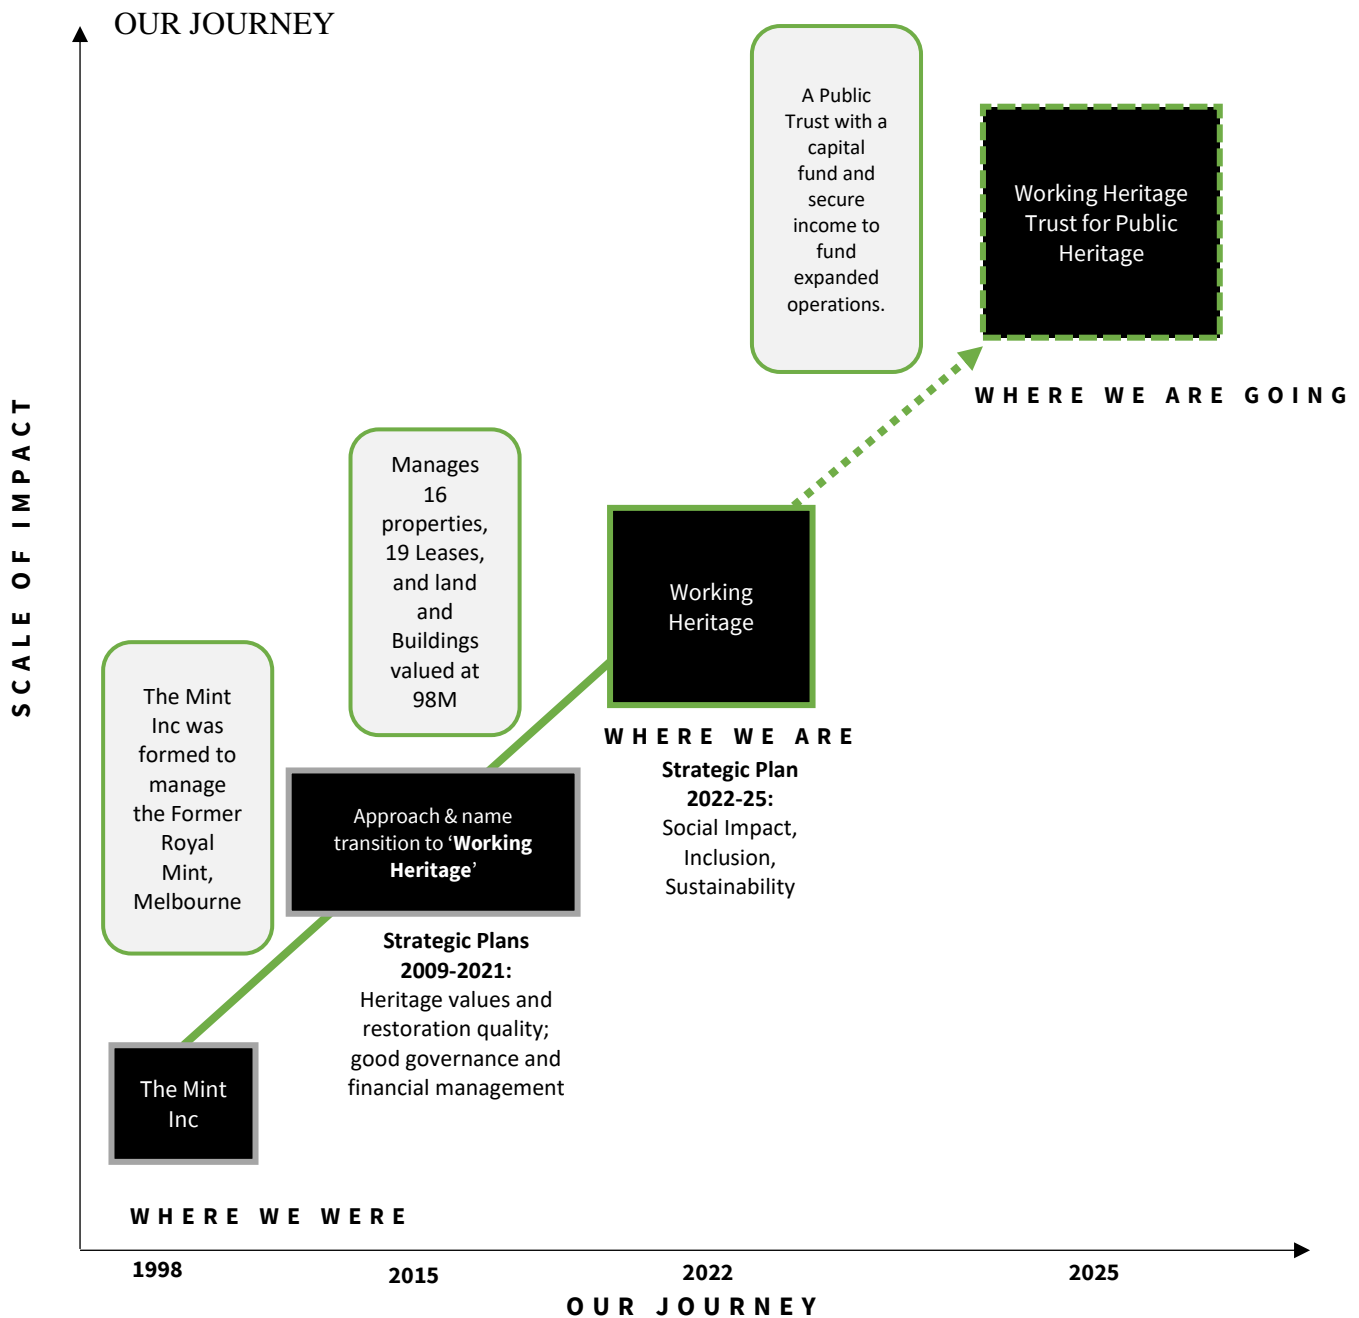 OUR JOURNEY
A Public
Trust with a
capital
fund and
secure
income to
fund
expanded
operations.
Working Heritage
Trust for Public
Heritage
WHERE WE ARE GOING
SCALE OF IMPACT
Manages
16
properties,
19 Leases,
and land
and
Buildings
valued at
98M
Working
Heritage
WHERE WE ARE
Strategic Plan
2022-25:
Social Impact,
Inclusion,
Sustainability
The Mint
Inc was
formed to
manage
the Former
Royal
Mint,
Melbourne
Approach & name
transition to ‘Working
Heritage’
Strategic Plans
2009-2021:
Heritage values and
restoration quality;
good governance and
financial management
The Mint
Inc
WHERE WE WERE
1998
2015
2022
2025
OUR JOURNEY